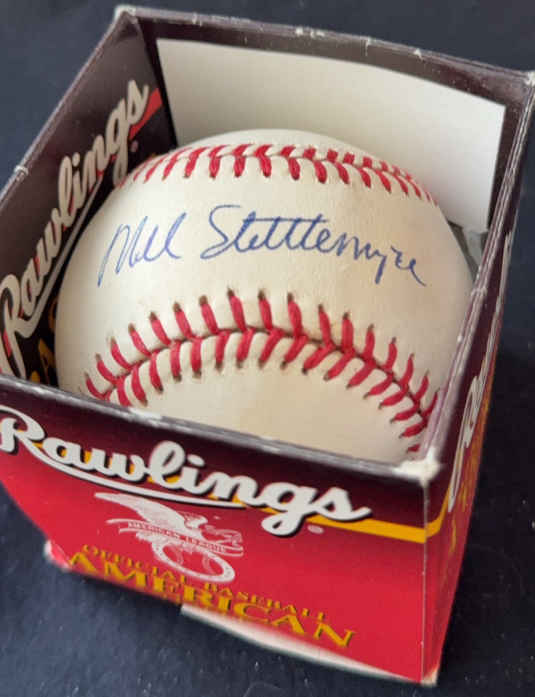 Rawlings
Mel Stottlemyre
Rawlings
AMERICAN LEAGUE
OFFICIAL BASEBALL
AMERICAN